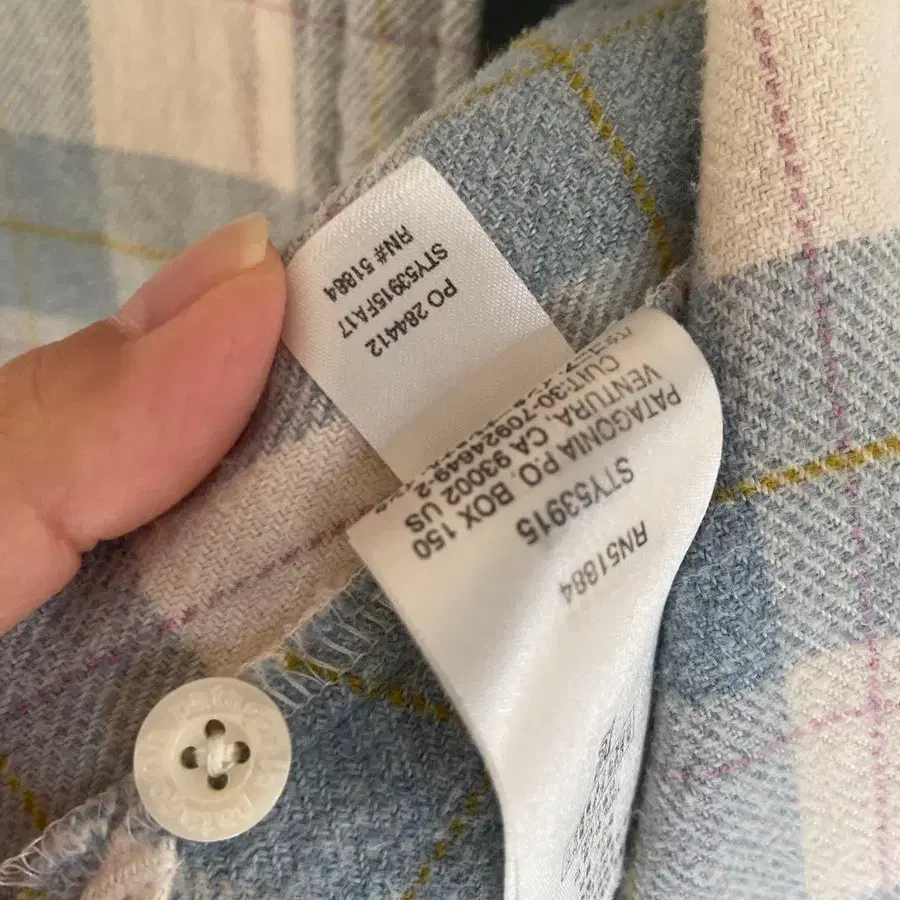 RN# 51884
STY53915FA17
PO 284412
RN51884
STY53915
PATAGONIA P.O. BOX 150
VENTURA, CA 93002 US